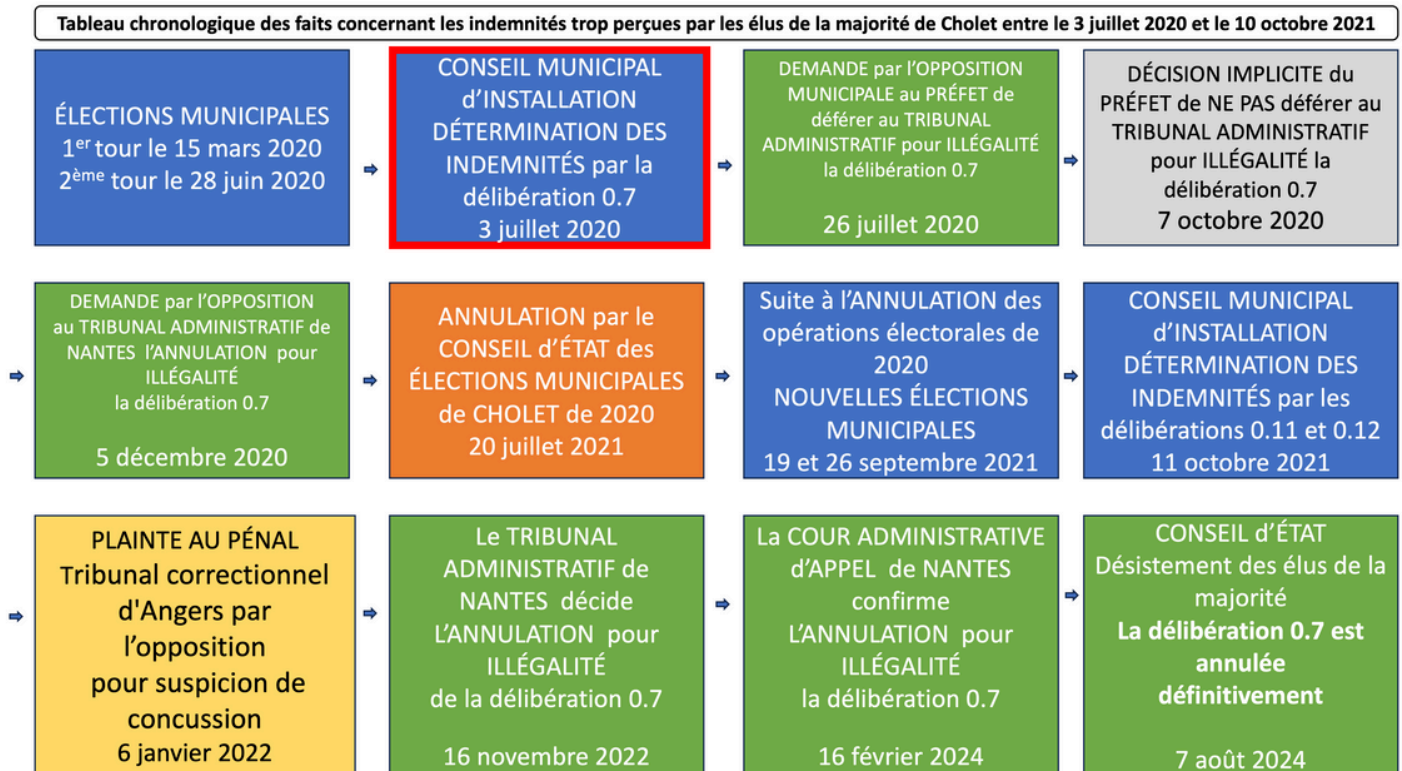 Tableau chronologique des faits concernant les indemnités trop perçues par les élus de la majorité de Cholet entre le 3 juillet 2020 et le 10 octobre 2021
ÉLECTIONS MUNICIPALES
1er tour le 15 mars 2020
2ème tour le 28 juin 2020
CONSEIL MUNICIPAL
d'INSTALLATION
DÉTERMINATION DES
INDEMNITÉS par la
délibération 0.7
3 juillet 2020
DEMANDE par l'OPPOSITION
MUNICIPALE au PRÉFET de
déférer au TRIBUNAL
ADMINISTRATIF pour ILLÉGALITÉ
la délibération 0.7
26 juillet 2020
DÉCISION IMPLICITE du
PRÉFET de NE PAS déférer au
TRIBUNAL ADMINISTRATIF
pour ILLÉGALITÉ la
délibération 0.7
7 octobre 2020
DEMANDE par l'OPPOSITION
au TRIBUNAL ADMINISTRATIF de
NANTES l'ANNULATION pour
ILLÉGALITÉ
la délibération 0.7
5 décembre 2020
ANNULATION par le
CONSEIL d'ÉTAT des
ÉLECTIONS MUNICIPALES
de CHOLET de 2020
20 juillet 2021
Suite à l'ANNULATION des
opérations électorales de
2020
NOUVELLES ÉLECTIONS
MUNICIPALES
19 et 26 septembre 2021
CONSEIL MUNICIPAL
d'INSTALLATION
DÉTERMINATION DES
INDEMNITÉS par les
délibérations 0.11 et 0.12
11 octobre 2021
PLAINTE AU PÉNAL
Tribunal correctionnel
d'Angers par
l'opposition
pour suspicion de
concussion
6 janvier 2022
Le TRIBUNAL
ADMINISTRATIF de
NANTES décide
L'ANNULATION pour
ILLÉGALITÉ
de la délibération 0.7
16 novembre 2022
La COUR ADMINISTRATIVE
d'APPEL de NANTES
confirme
L'ANNULATION pour
ILLÉGALITÉ
la délibération 0.7
16 février 2024
CONSEIL d'ÉTAT
Désistement des élus de la
majorité
La délibération 0.7 est
annulée
définitivement
7 août 2024